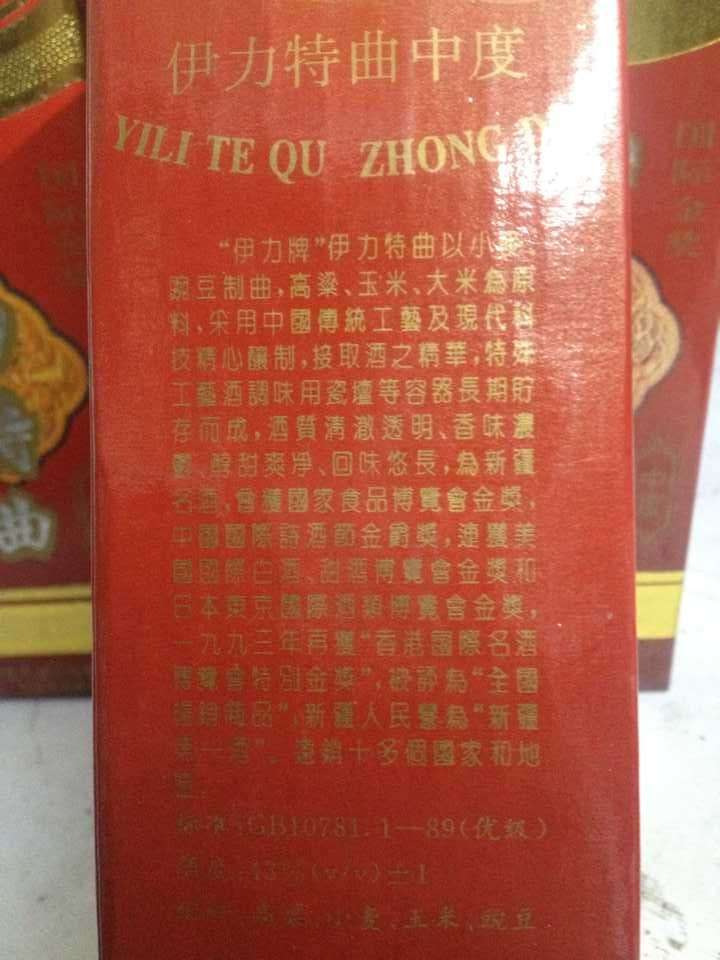 伊力特曲中度
YILI TE QU ZHONG
“伊力牌”伊力特曲以小麥、
豌豆制曲,高粱、玉米、大米為原
料、采用中國傳統工藝及現代科
技精心釀制,接取酒之精華,特殊
工藝酒調味用瓷壇等容器長期貯
存而成,酒質清澈透明、香味濃
、醇甜爽淨、回味悠長,為新疆
名酒,曾獲國家食品博覽會金獎,
中國國際詩酒節金爵獎,連獲美
國國際白酒、甜酒博覽會金獎和
日本東京國際酒類博覽會金獎,
一九九三年再獲“香港國際名酒
博覽會特別金獎”,被評為“全國
暢銷商品”,新疆人民譽為“新疆
第一酒”。遠銷十多個國家和地
區.
标准:GB10781.1—89(优级)
酒度:43%(v/v)±1
高粱、小麦、玉米、豌豆
特
曲